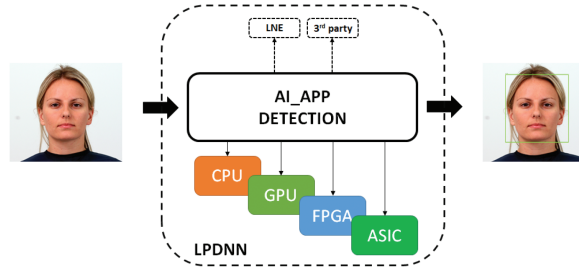 LNE
3rd party
AI_APP
DETECTION
CPU
GPU
FPGA
ASIC
LPDNN